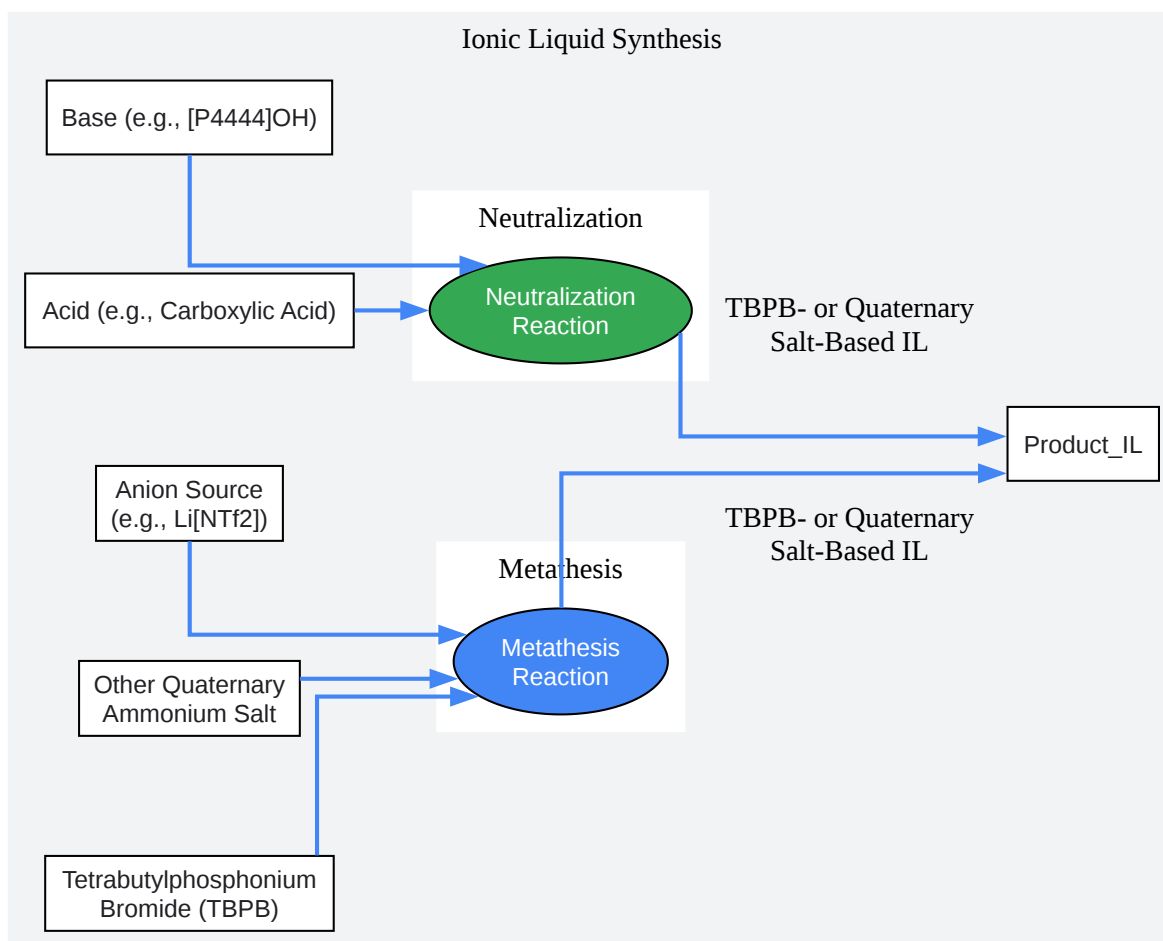 Ionic Liquid Synthesis
Base (e.g., [P4444]OH)
Neutralization
Acid (e.g., Carboxylic Acid)
Neutralization
Reaction
TBPB- or Quaternary
Salt-Based IL
Product_IL
Anion Source
(e.g., Li[NTf2])
TBPB- or Quaternary
Salt-Based IL
Metathesis
Metathesis
Reaction
Other Quaternary
Ammonium Salt
Tetrabutylphosphonium
Bromide (TBPB)